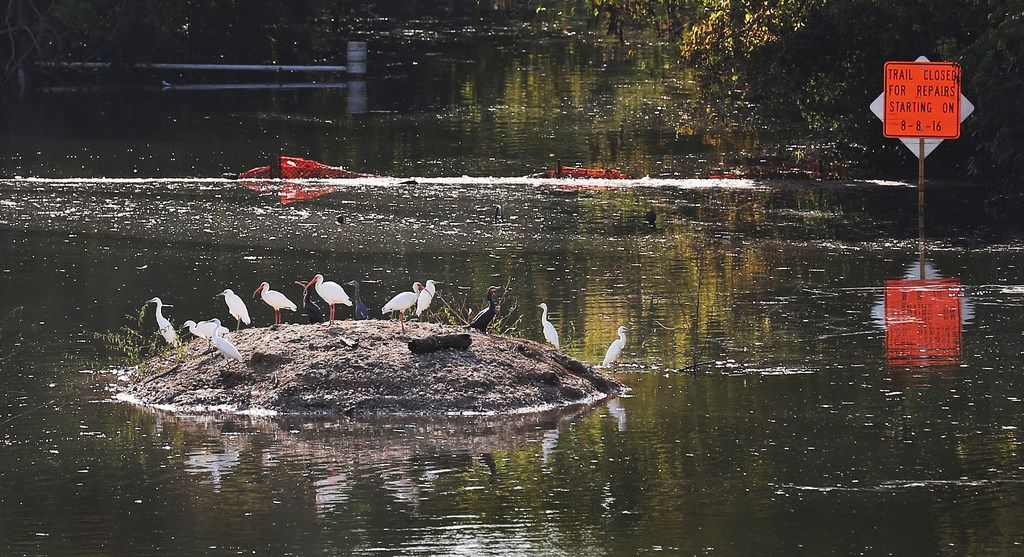 TRAIL CLOSED
FOR REPAIRS
STARTING ON
8-8-16